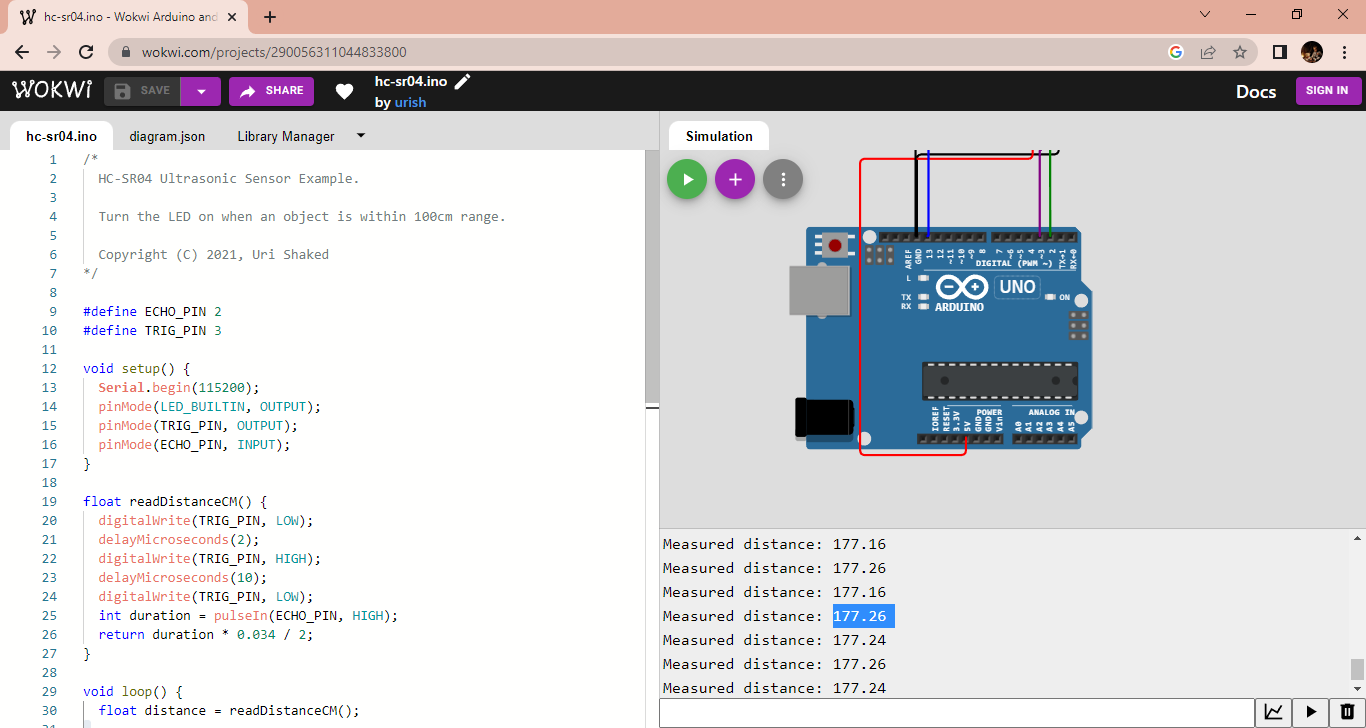 hc-sr04.ino - Wokwi Arduino and
wokwi.com/projects/290056311044833800
WOKWI
SAVE
SHARE
hc-sr04.ino
by urish
Docs
SIGN IN
hc-sr04.ino
diagram.json
Library Manager
1 /*
2 HC-SR04 Ultrasonic Sensor Example.
3
4 Turn the LED on when an object is within 100cm range.
5
6 Copyright (C) 2021, Uri Shaked
7 */
8
9 #define ECHO_PIN 2
10 #define TRIG_PIN 3
11
12 void setup() {
13 Serial.begin(115200);
14 pinMode(LED_BUILTIN, OUTPUT);
15 pinMode(TRIG_PIN, OUTPUT);
16 pinMode(ECHO_PIN, INPUT);
17 }
18
19 float readDistanceCM() {
20 digitalWrite(TRIG_PIN, LOW);
21 delayMicroseconds(2);
22 digitalWrite(TRIG_PIN, HIGH);
23 delayMicroseconds(10);
24 digitalWrite(TRIG_PIN, LOW);
25 int duration = pulseIn(ECHO_PIN, HIGH);
26 return duration * 0.034 / 2;
27 }
28
29 void loop() {
30 float distance = readDistanceCM();
Simulation
AREF
GND
13
12
~11
~10
~9
8
7
~6
~5
4
~3
2
TX→1
RX←0
DIGITAL (PWM ~)
L
TX
RX
ARDUINO
UNO
ON
IOREF
RESET
3.3V
5V
GND
GND
Vin
POWER
ANALOG IN
A0
A1
A2
A3
A4
A5
Measured distance: 177.16
Measured distance: 177.26
Measured distance: 177.16
Measured distance: 177.26
Measured distance: 177.24
Measured distance: 177.26
Measured distance: 177.24